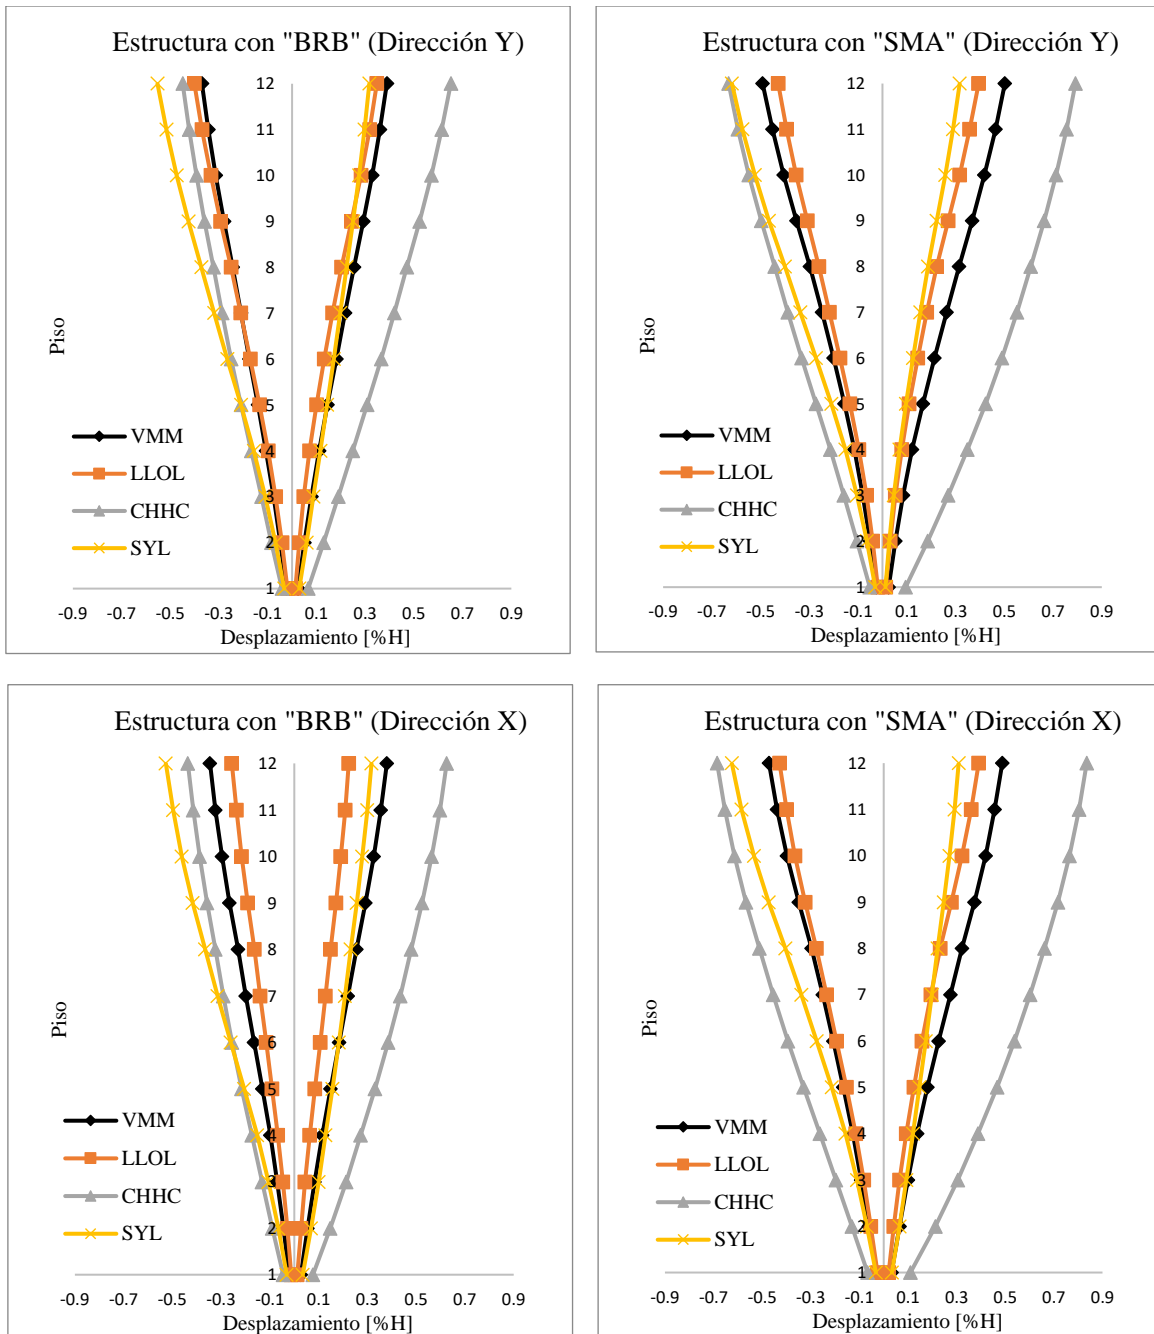 Estructura con "BRB" (Dirección Y)
12
11
10
9
8
7
6
5
4
3
2
1
Piso
VMM
LLOL
CHHC
SYL
-0.9 -0.7 -0.5 -0.3 -0.1 0.1 0.3 0.5 0.7 0.9
Desplazamiento [%H]
Estructura con "SMA" (Dirección Y)
12
11
10
9
8
7
6
5
4
3
2
1
Piso
VMM
LLOL
CHHC
SYL
-0.9 -0.7 -0.5 -0.3 -0.1 0.1 0.3 0.5 0.7 0.9
Desplazamiento [%H]
Estructura con "BRB" (Dirección X)
12
11
10
9
8
7
6
5
4
3
2
1
Piso
VMM
LLOL
CHHC
SYL
-0.9 -0.7 -0.5 -0.3 -0.1 0.1 0.3 0.5 0.7 0.9
Desplazamiento [%H]
Estructura con "SMA" (Dirección X)
12
11
10
9
8
7
6
5
4
3
2
1
Piso
VMM
LLOL
CHHC
SYL
-0.9 -0.7 -0.5 -0.3 -0.1 0.1 0.3 0.5 0.7 0.9
Desplazamiento [%H]